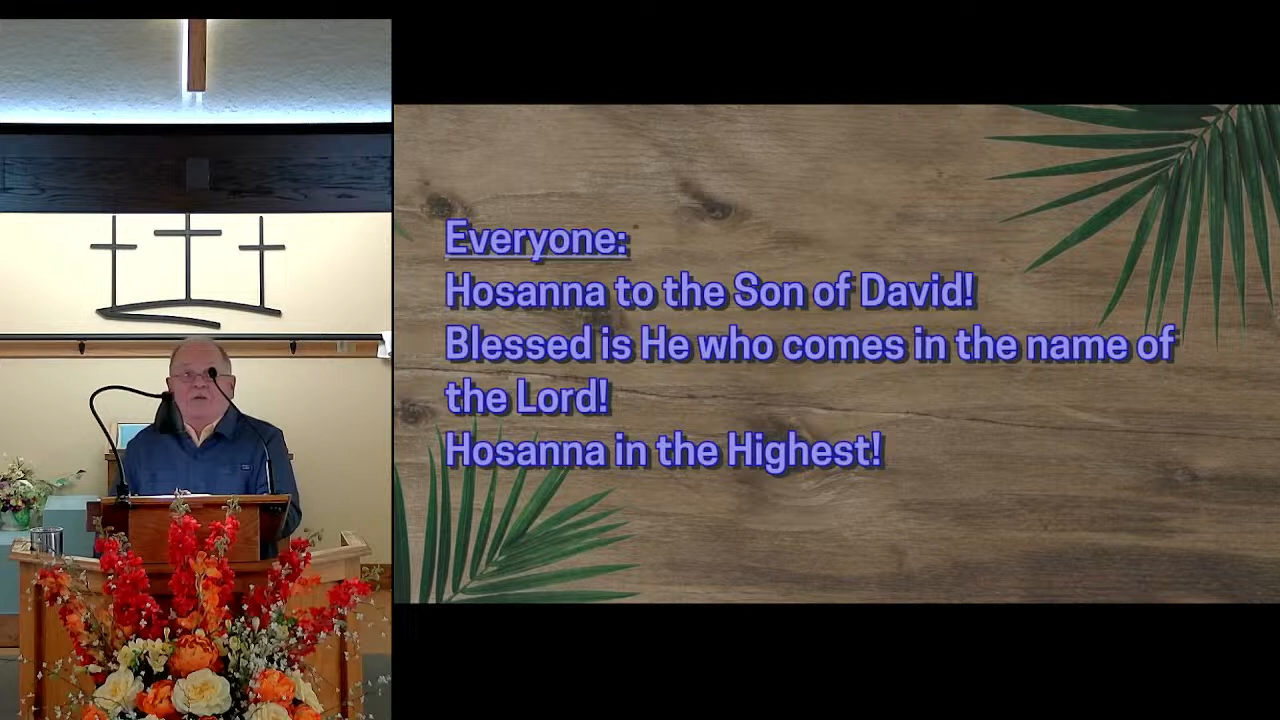 Everyone:
Hosanna to the Son of David!
Blessed is He who comes in the name of
the Lord!
Hosanna in the Highest!